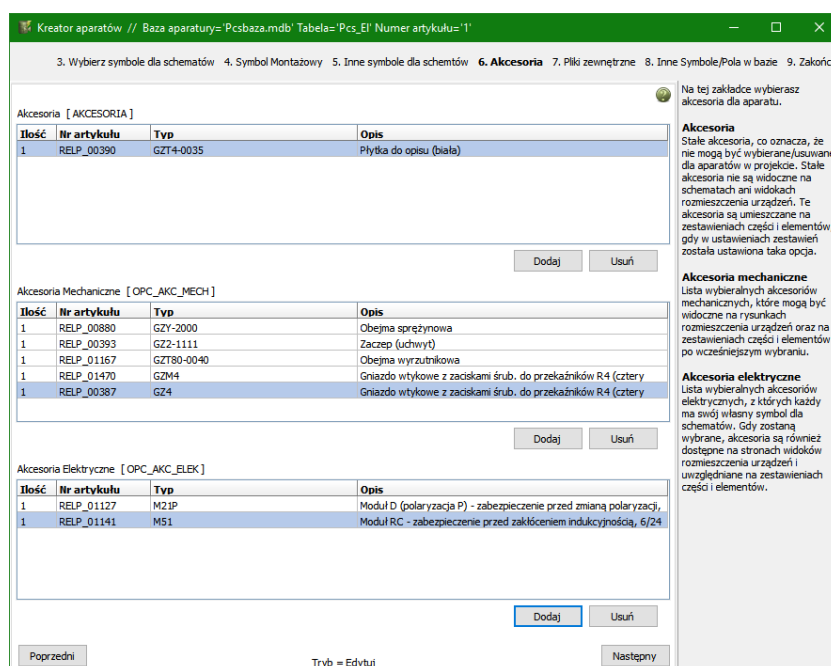 Kreator aparatów // Baza aparatury='Pcsbaza.mdb' Tabela='Pcs_El' Numer artykułu='1'
3. Wybierz symbole dla schematów 4. Symbol Montażowy 5. Inne symbole dla schemtów 6. Akcesoria 7. Pliki zewnętrzne 8. Inne Symbole/Pola w bazie 9. Zakońc
Akcesoria [ AKCESORIA ]
Ilość Nr artykułu Typ Opis
1 RELP_00390 GZT4-0035 Płytka do opisu (biała)
Dodaj Usuń
Akcesoria Mechaniczne [ OPC_AKC_MECH ]
Ilość Nr artykułu Typ Opis
1 RELP_00880 GZY-2000 Obejma sprężynowa
1 RELP_00393 GZ2-1111 Zaczep (uchwyt)
1 RELP_01167 GZT80-0040 Obejma wyrzutnikowa
1 RELP_01470 GZM4 Gniazdo wtykowe z zaciskami śrub. do przekaźników R4 (cztery
1 RELP_00387 GZ4 Gniazdo wtykowe z zaciskami śrub. do przekaźników R4 (cztery
Dodaj Usuń
Akcesoria Elektryczne [ OPC_AKC_ELEK ]
Ilość Nr artykułu Typ Opis
1 RELP_01127 M21P Moduł D (polaryzacja P) - zabezpieczenie przed zmianą polaryzacji,
1 RELP_01141 M51 Moduł RC - zabezpieczenie przed zakłóceniem indukcyjnością, 6/24
Dodaj Usuń
Poprzedni Tryb = Edytuj Następny
Na tej zakładce wybierasz
akcesoria dla aparatu.
Akcesoria
Stałe akcesoria, co oznacza, że
nie mogą być wybierane/usuwane
dla aparatów w projekcie. Stałe
akcesoria nie są widoczne na
schematach ani widokach
rozmieszczenia urządzeń. Te
akcesoria są umieszczane na
zestawieniach części i elementów,
gdy w ustawieniach zestawień
została ustawiona taka opcja.
Akcesoria mechaniczne
Lista wybieralnych akcesoriów
mechanicznych, które mogą być
widoczne na rysunkach
rozmieszczenia urządzeń oraz na
zestawieniach części i elementów
po wcześniejszym wybraniu.
Akcesoria elektryczne
Lista wybieralnych akcesoriów
elektrycznych, z których każdy
ma swój własny symbol dla
schematów. Gdy zostaną
wybrane, akcesoria są również
dostępne na stronach widoków
rozmieszczenia urządzeń i
uwzględniane na zestawieniach
części i elementów.